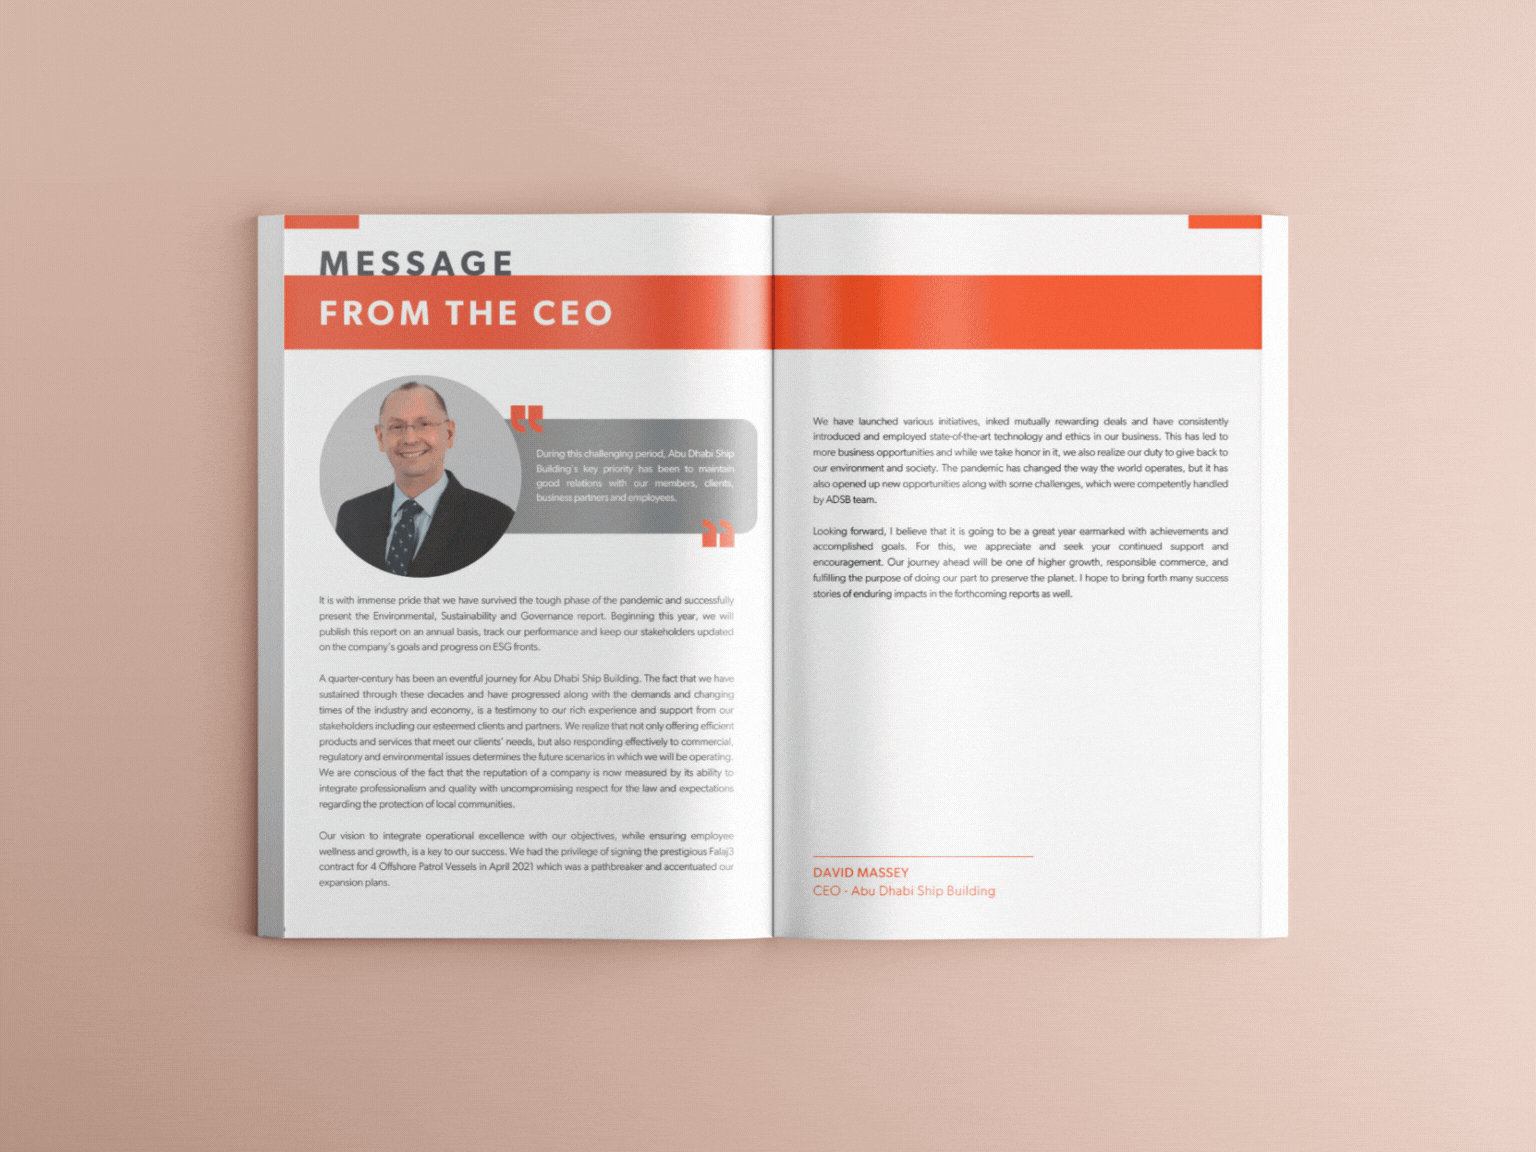 MESSAGE
FROM THE CEO
During this challenging period, Abu Dhabi Ship
Building's key priority has been to maintain
good relations with our members, clients,
business partners and employees.
It is with immense pride that we have survived the tough phase of the pandemic and successfully
present the Environmental, Sustainability and Governance report. Beginning this year, we will
publish this report on an annual basis, track our performance and keep our stakeholders updated
on the company's goals and progress on ESG fronts.
A quarter-century has been an eventful journey for Abu Dhabi Ship Building. The fact that we have
sustained through these decades and have progressed along with the demands and changing
times of the industry and economy, is a testimony to our rich experience and support from our
stakeholders including our esteemed clients and partners. We realize that not only offering efficient
products and services that meet our clients' needs, but also responding effectively to commercial,
regulatory and environmental issues determines the future scenarios in which we will be operating.
We are conscious of the fact that the reputation of a company is now measured by its ability to
integrate professionalism and quality with uncompromising respect for the law and expectations
regarding the protection of local communities.
Our vision to integrate operational excellence with our objectives, while ensuring employee
wellness and growth, is a key to our success. We had the privilege of signing the prestigious Falaj3
contract for 4 Offshore Patrol Vessels in April 2021 which was a pathbreaker and accentuated our
expansion plans.
We have launched various initiatives, inked mutually rewarding deals and have consistently
introduced and employed state-of-the-art technology and ethics in our business. This has led to
more business opportunities and while we take honor in it, we also realize our duty to give back to
our environment and society. The pandemic has changed the way the world operates, but it has
also opened up new opportunities along with some challenges, which were competently handled
by ADSB team.
Looking forward, I believe that it is going to be a great year earmarked with achievements and
accomplished goals. For this, we appreciate and seek your continued support and
encouragement. Our journey ahead will be one of higher growth, responsible commerce, and
fulfilling the purpose of doing our part to preserve the planet. I hope to bring forth many success
stories of enduring impacts in the forthcoming reports as well.
DAVID MASSEY
CEO - Abu Dhabi Ship Building